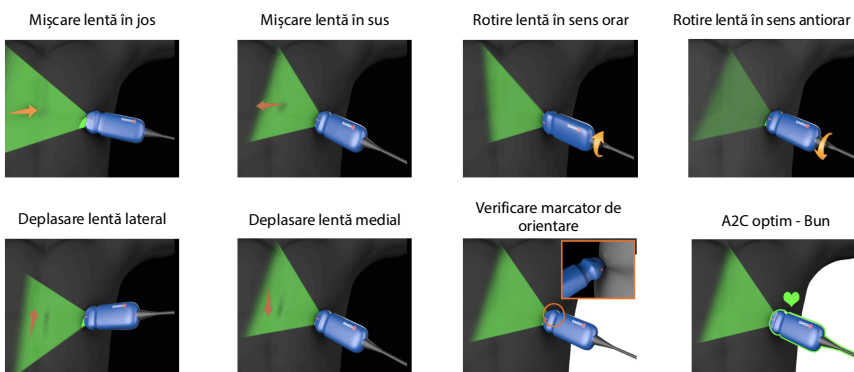 Mișcare lentă în jos
Mișcare lentă în sus
Rotire lentă în sens orar
Rotire lentă în sens antiorar
Deplasare lentă lateral
Deplasare lentă medial
Verificare marcator de
orientare
A2C optim - Bun